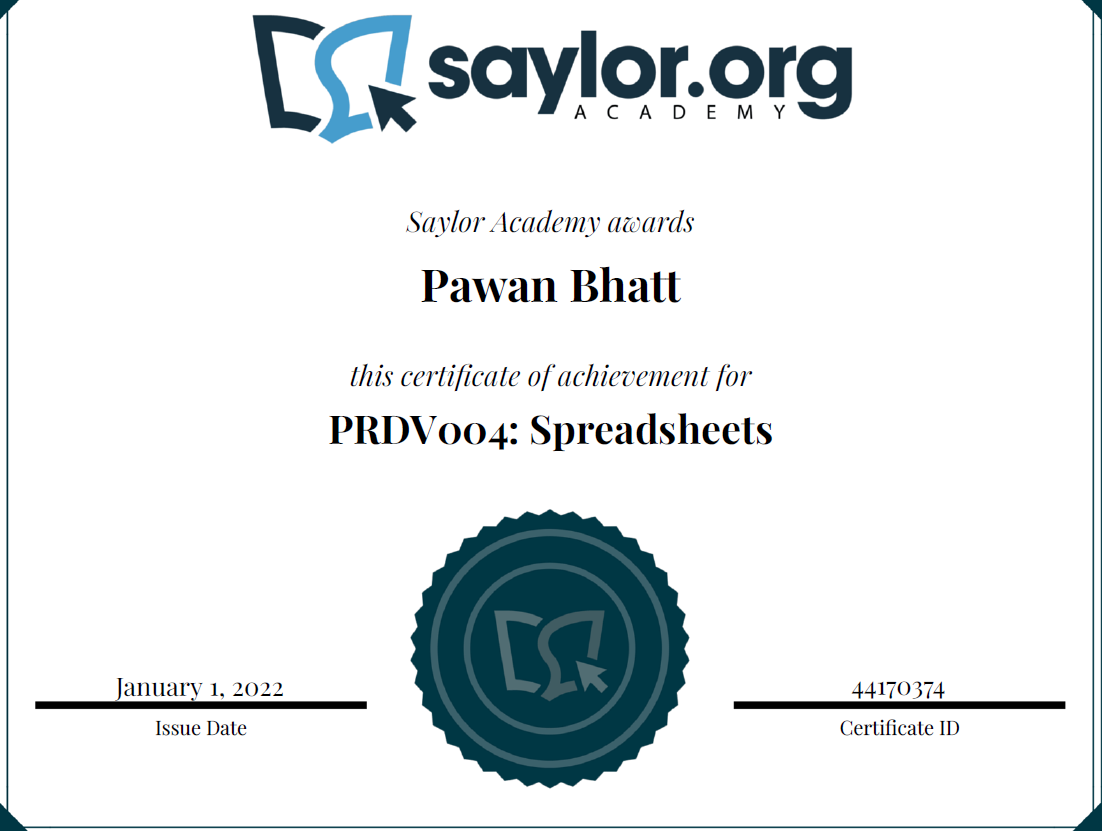 saylor.org
ACADEMY
Saylor Academy awards
Pawan Bhatt
this certificate of achievement for
PRDV004: Spreadsheets
January 1, 2022
Issue Date
44170374
Certificate ID